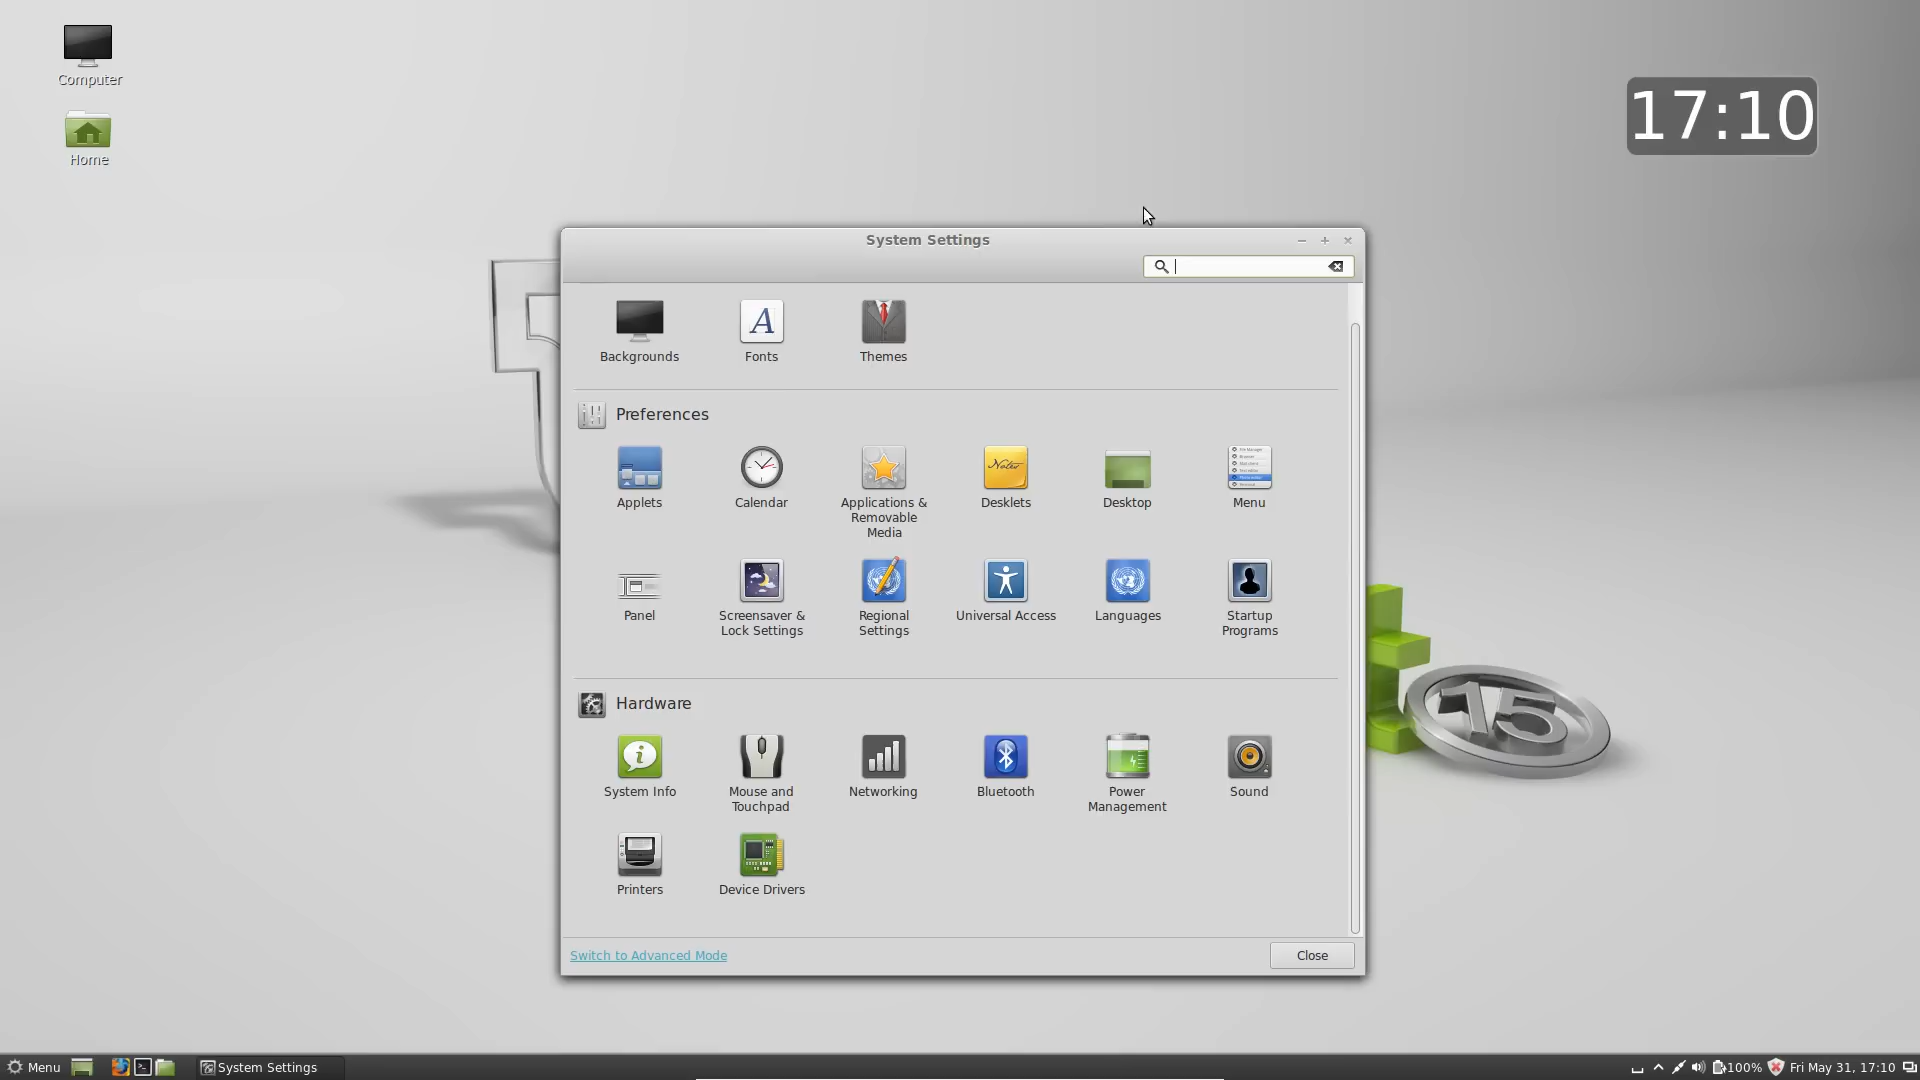 Computer
Home
17:10
System Settings
Backgrounds
Fonts
Themes
Preferences
Applets
Calendar
Applications &
Removable
Media
Desklets
Desktop
Menu
Panel
Screensaver &
Lock Settings
Regional
Settings
Universal Access
Languages
Startup
Programs
Hardware
System Info
Mouse and
Touchpad
Networking
Bluetooth
Power
Management
Sound
Printers
Device Drivers
Switch to Advanced Mode
Close
15
Menu
System Settings
100%
Fri May 31, 17:10